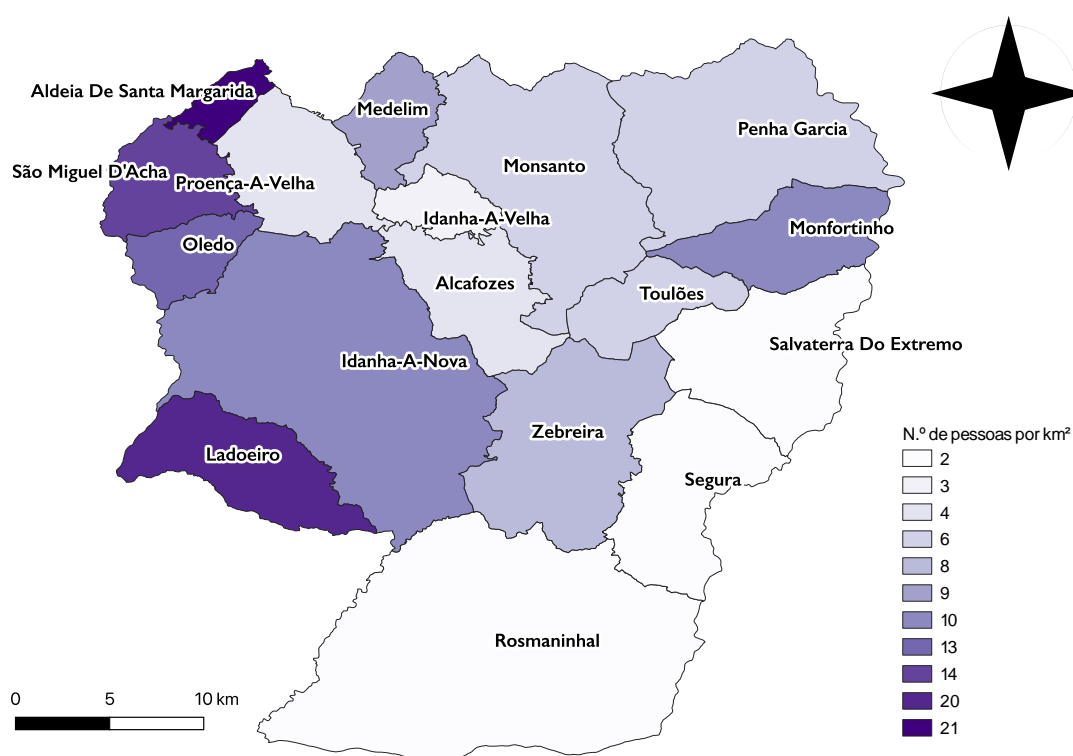 Aldeia De Santa Margarida
Medelim
Penha Garcia
Monsanto
São Miguel D'Acha
Proença-A-Velha
Idanha-A-Velha
Monfortinho
Oledo
Alcafozes
Toulões
Salvaterra Do Extremo
Idanha-A-Nova
Zebreira
Ladoeiro
Segura
Rosmaninhal
N.º de pessoas por km²
2
3
4
6
8
9
10
13
14
20
21
0 5 10 km